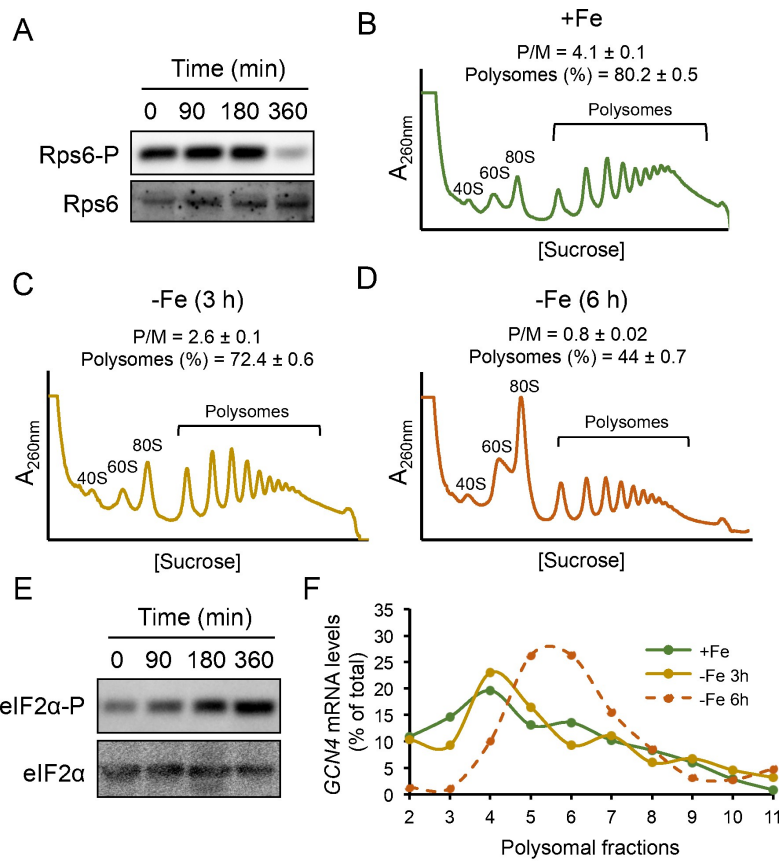 A
Time (min)
0 90 180 360
Rps6-P
Rps6
B
+Fe
P/M = 4.1 ± 0.1
Polysomes (%) = 80.2 ± 0.5
Polysomes
40S
60S
80S
A260nm
[Sucrose]
C
-Fe (3 h)
P/M = 2.6 ± 0.1
Polysomes (%) = 72.4 ± 0.6
Polysomes
40S
60S
80S
A260nm
[Sucrose]
D
-Fe (6 h)
P/M = 0.8 ± 0.02
Polysomes (%) = 44 ± 0.7
Polysomes
40S
60S
80S
A260nm
[Sucrose]
E
Time (min)
0 90 180 360
eIF2α-P
eIF2α
F
GCN4 mRNA levels
(% of total)
35
30
25
20
15
10
5
0
+Fe
-Fe 3h
-Fe 6h
2 3 4 5 6 7 8 9 10 11
Polysomal fractions